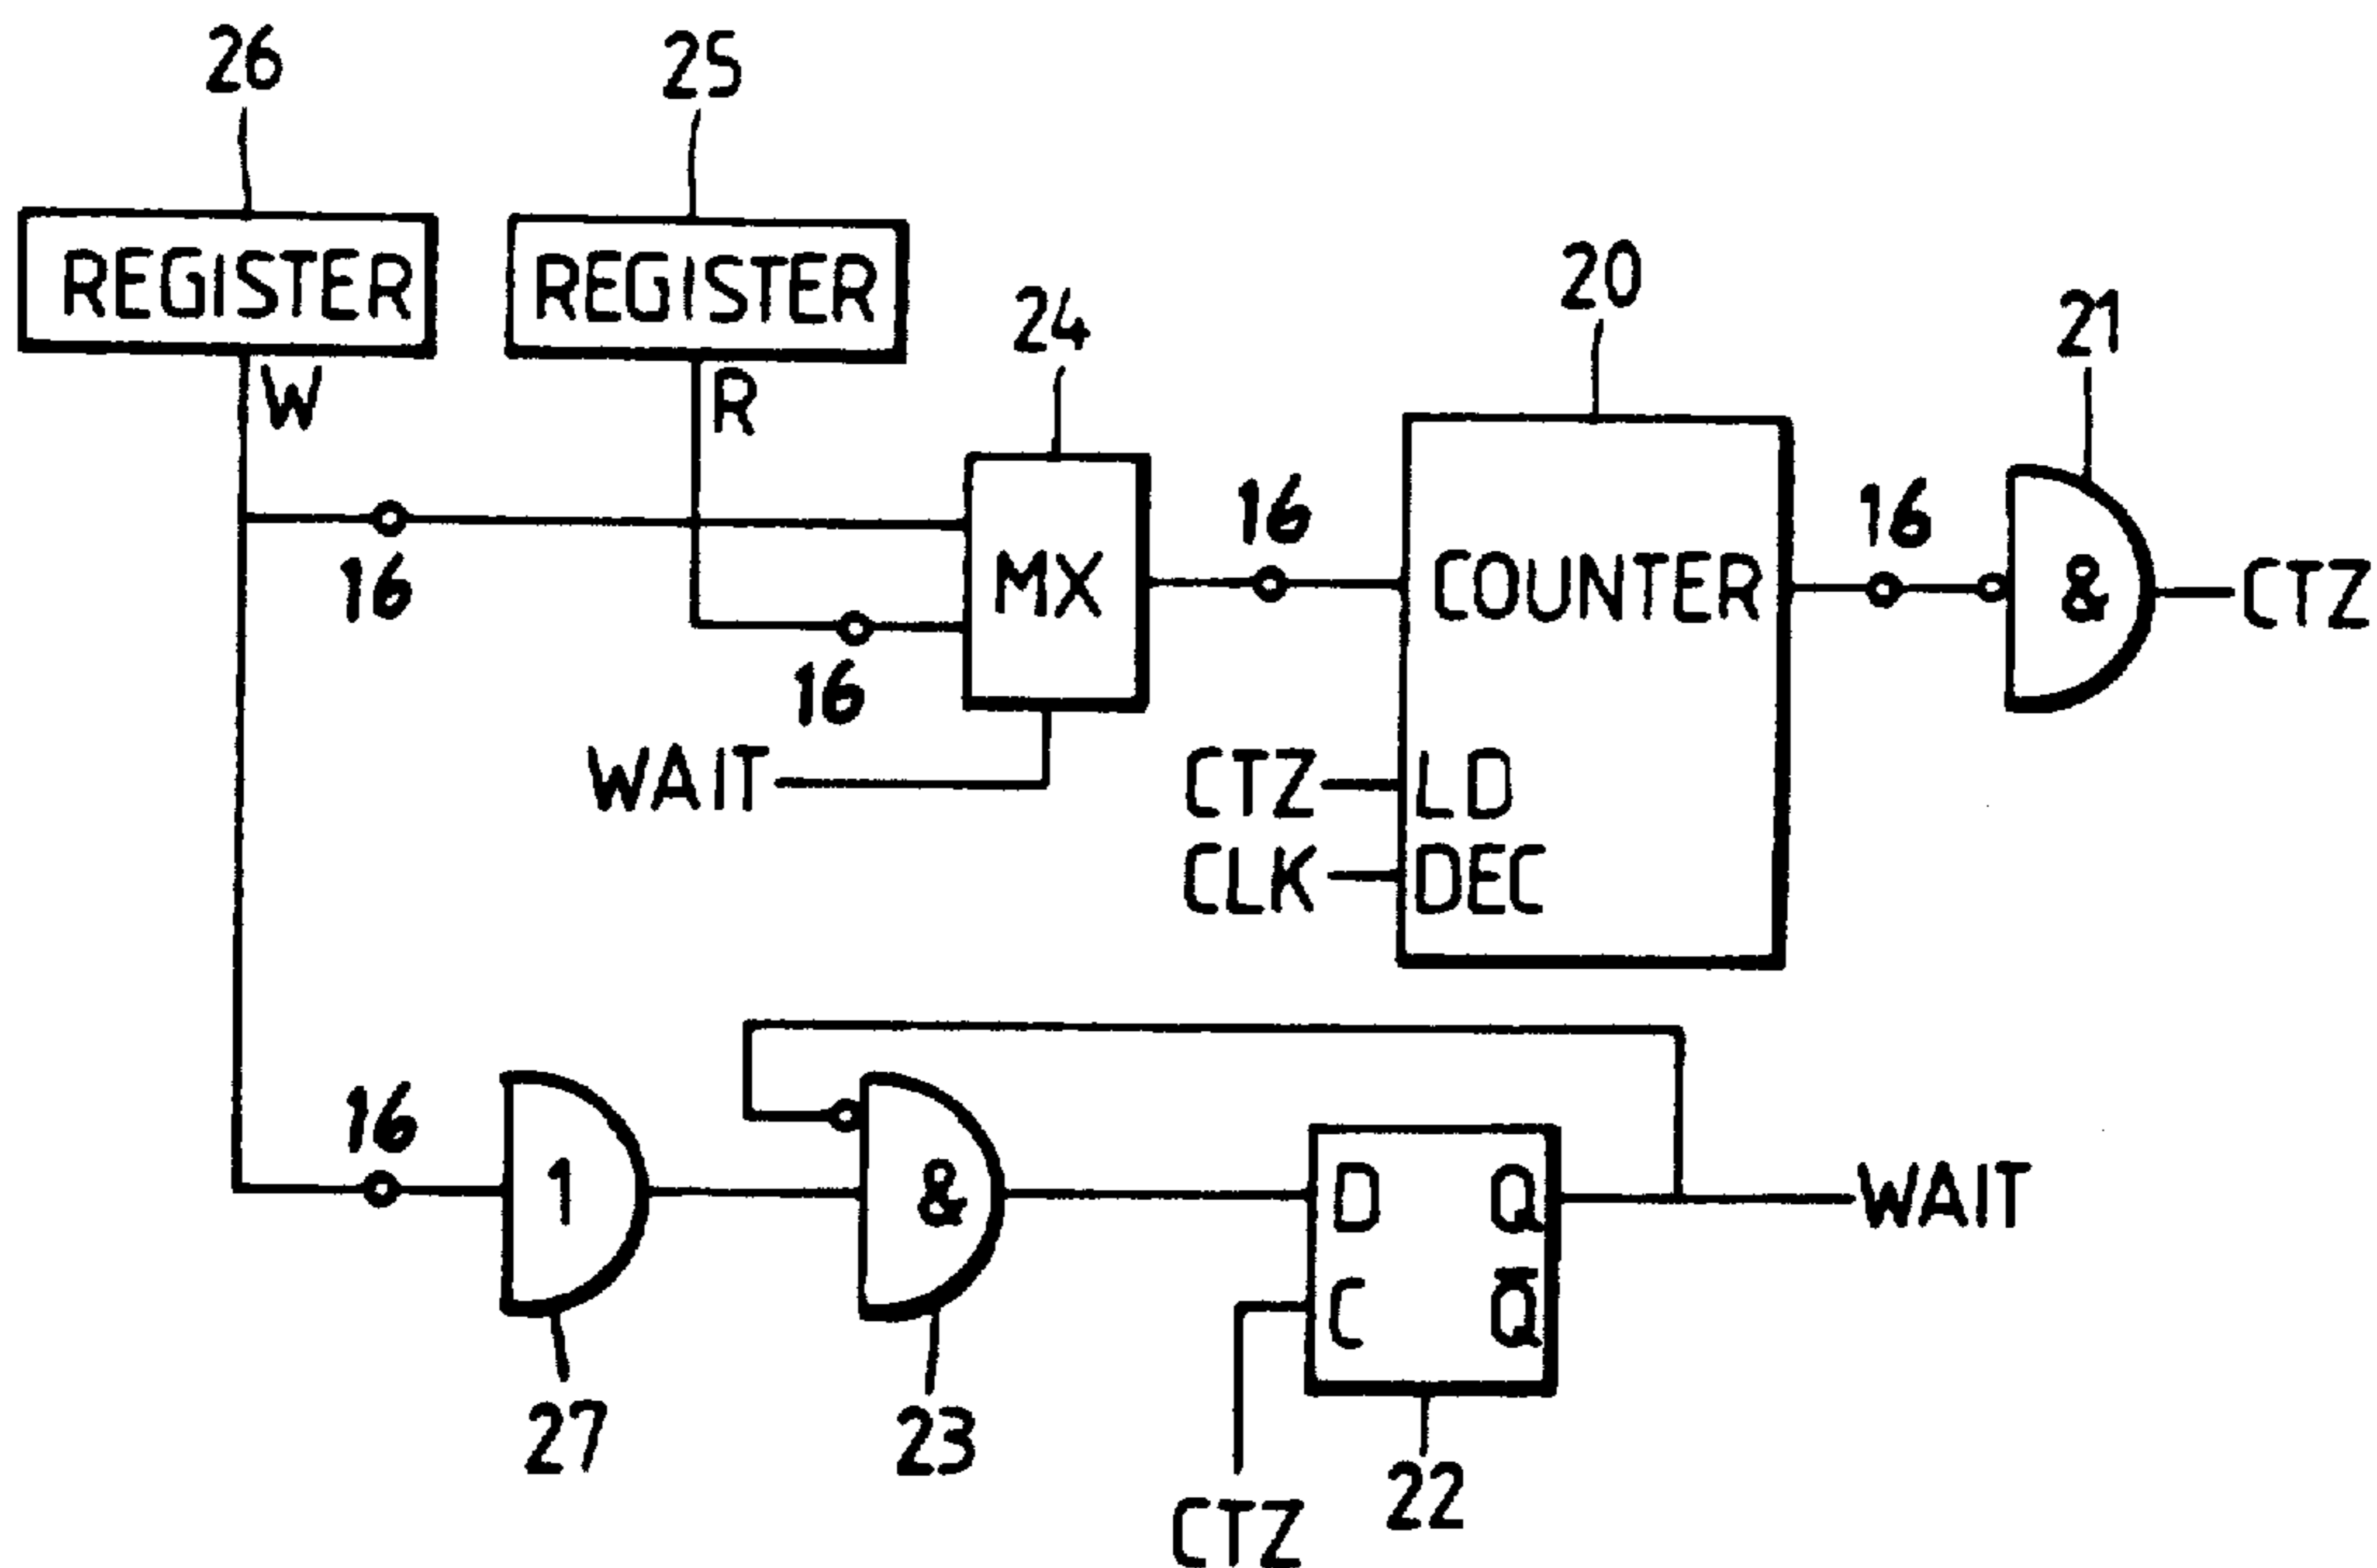 26
25
REGISTER
REGISTER
20
24
21
W
R
16
16
16
MX
COUNTER
&
CTZ
16
WAIT
CTZ
LD
CLK
DEC
16
1
&
D
Q
WAIT
C
Q̅
27
23
22
CTZ